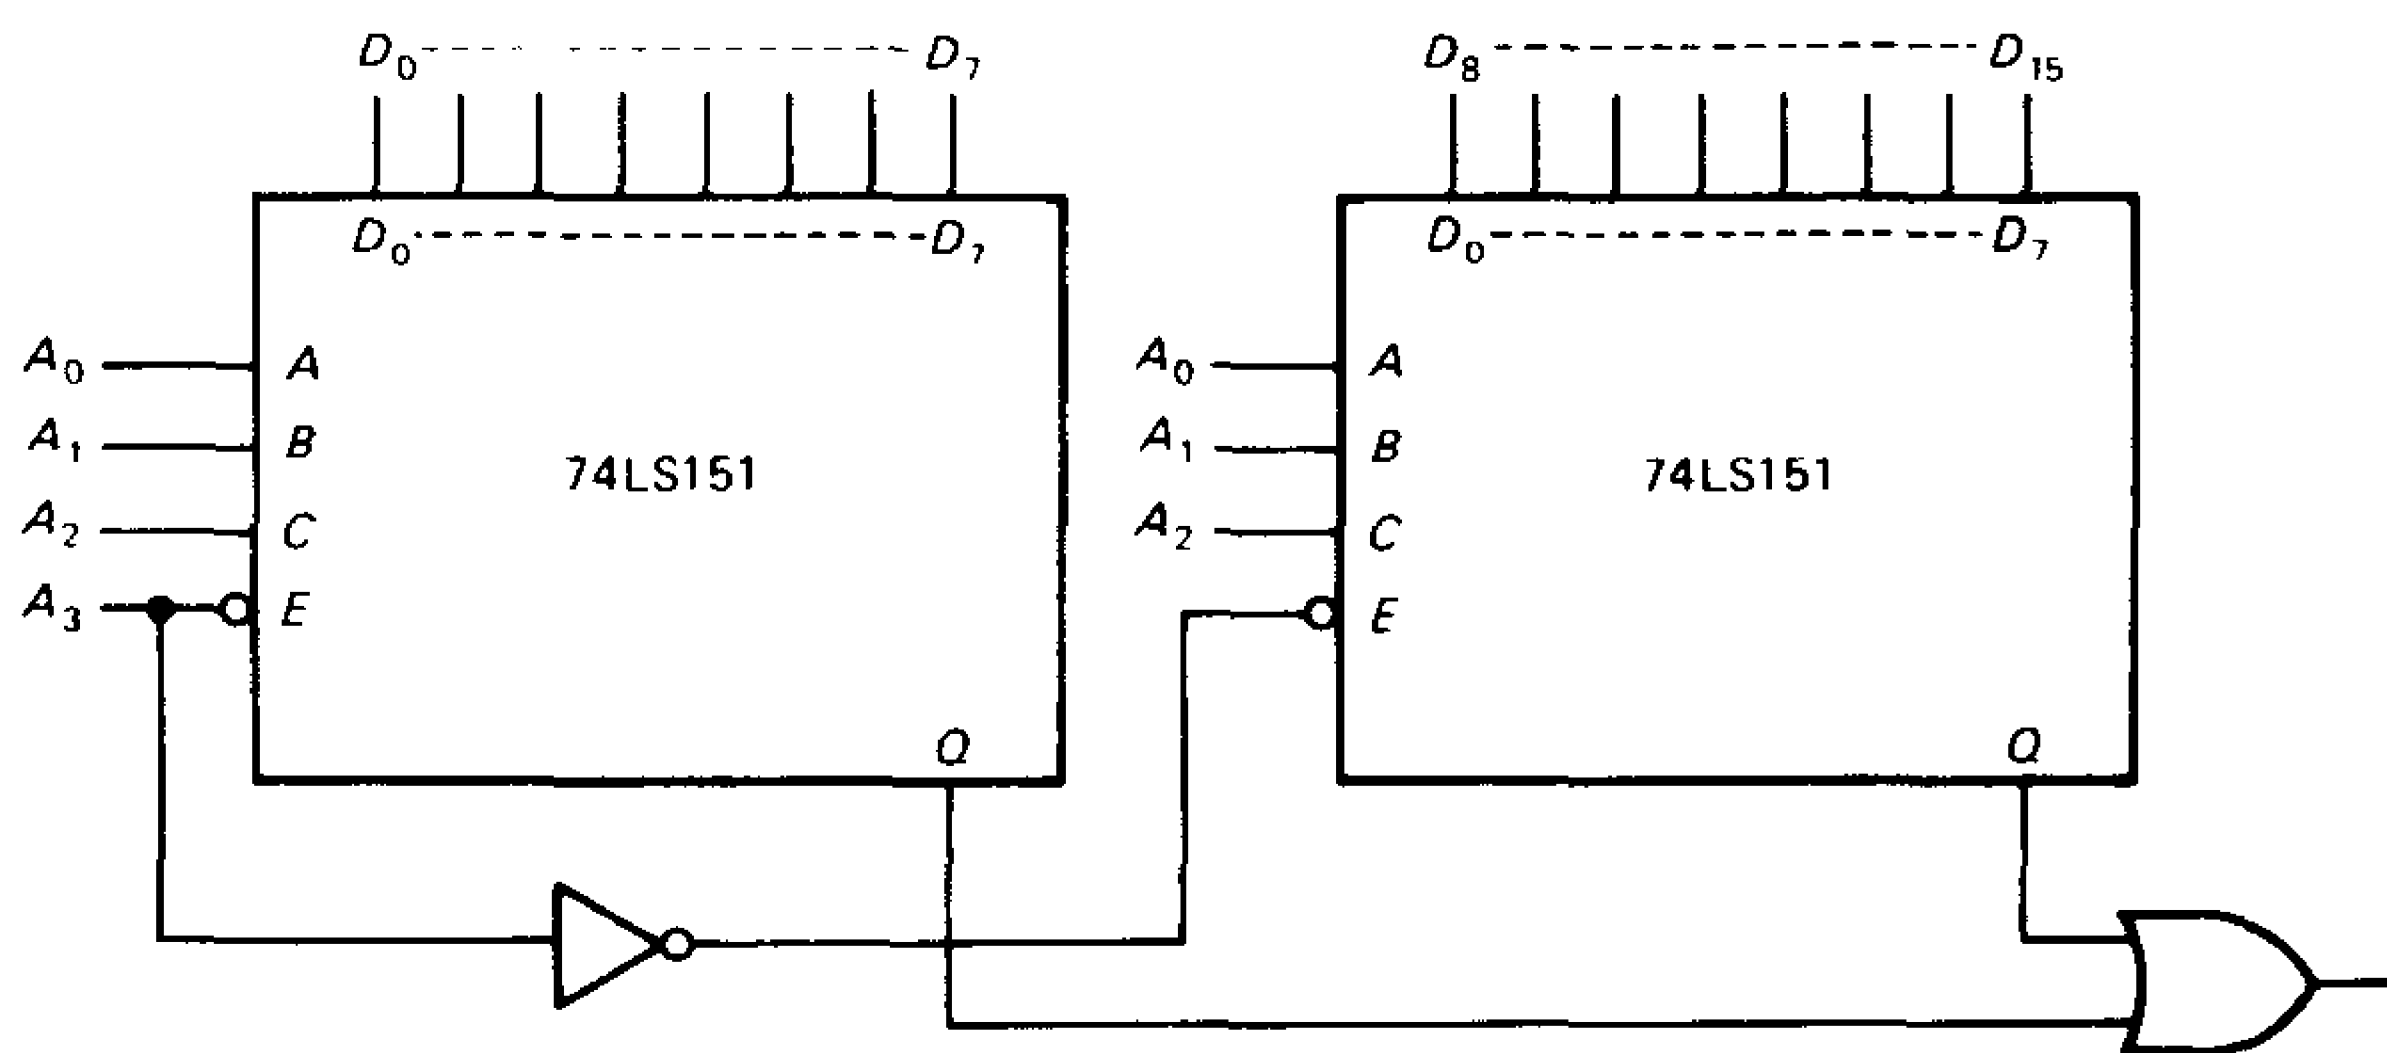 D₀ D₇ D₈ D₁₅
D₀ D₇ D₀ D₇
A₀ A A₀ A
A₁ B A₁ B
74LS151 74LS151
A₂ C A₂ C
A₃ E E
Q Q